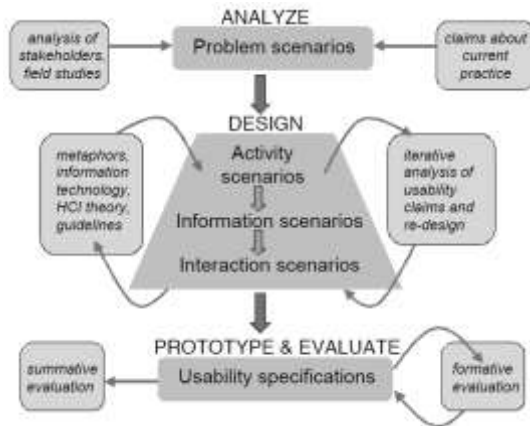 ANALYZE
analysis of
stakeholders,
field studies
Problem scenarios
claims about
current
practice
DESIGN
metaphors,
information
technology,
HCI theory,
guidelines
Activity
scenarios
Information scenarios
Interaction scenarios
iterative
analysis of
usability
claims and
re-design
PROTOTYPE & EVALUATE
summative
evaluation
Usability specifications
formative
evaluation